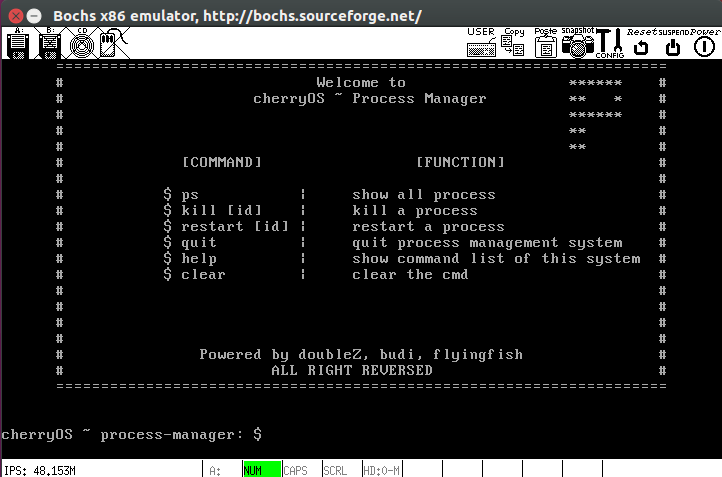 Bochs x86 emulator, http://bochs.sourceforge.net/
A: B: CD USER Copy Paste Snapshot CONFIG Reset SUSPEND Power
==================================================================
# Welcome to ****** #
# cherryOS ~ Process Manager ** * #
# ****** #
# ** #
# ** #
# [COMMAND] [FUNCTION] #
# #
# $ ps ¦ show all process #
# $ kill [id] ¦ kill a process #
# $ restart [id] ¦ restart a process #
# $ quit ¦ quit process management system #
# $ help ¦ show command list of this system #
# $ clear ¦ clear the cmd #
# #
# #
# #
# #
# Powered by doubleZ, budi, flyingfish #
# ALL RIGHT REVERSED #
==================================================================
cherryOS ~ process-manager: $
IPS: 48.153M A: NUM CAPS SCRL HD:0-M